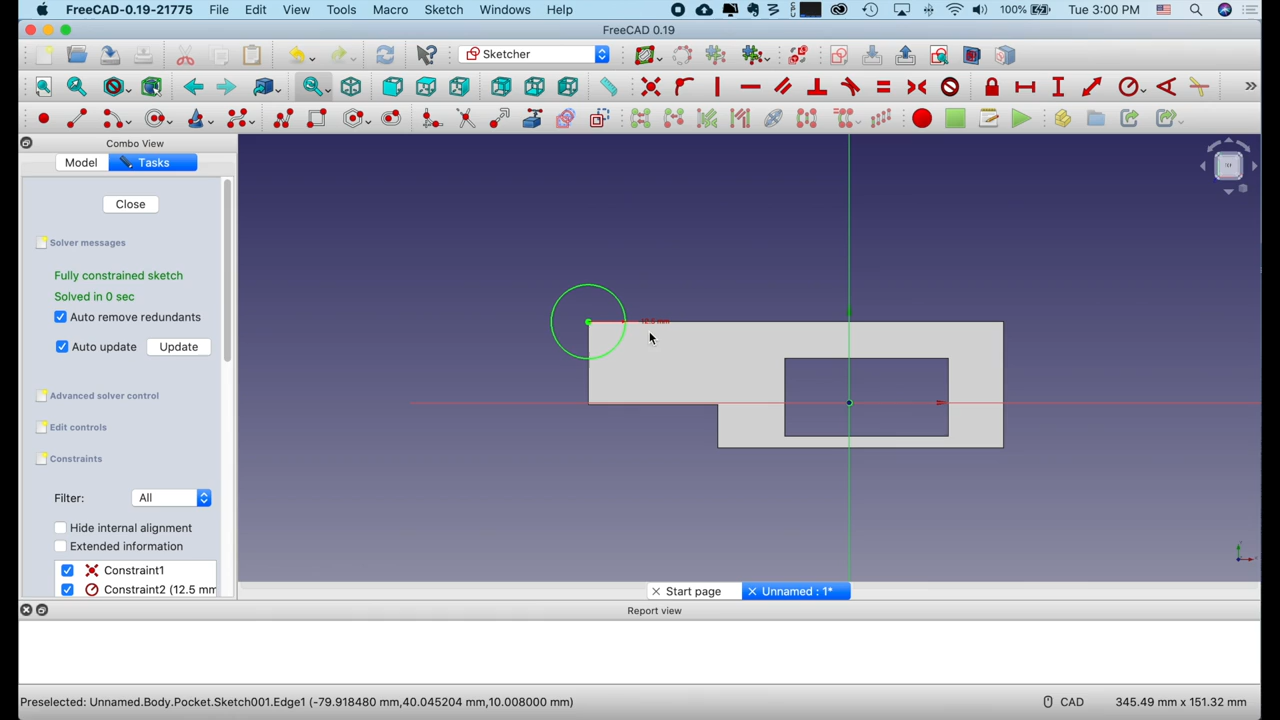 FreeCAD-0.19-21775 File Edit View Tools Macro Sketch Windows Help 100% Tue 3:00 PM
FreeCAD 0.19
Sketcher
Combo View
Model Tasks
Close
Solver messages
Fully constrained sketch
Solved in 0 sec
Auto remove redundants
Auto update Update
Advanced solver control
Edit controls
Constraints
Filter: All
Hide internal alignment
Extended information
Constraint1
Constraint2 (12.5 mm
12.5 mm
Start page Unnamed : 1*
Report view
Preselected: Unnamed.Body.Pocket.Sketch001.Edge1 (-79.918480 mm,40.045204 mm,10.008000 mm) CAD 345.49 mm x 151.32 mm